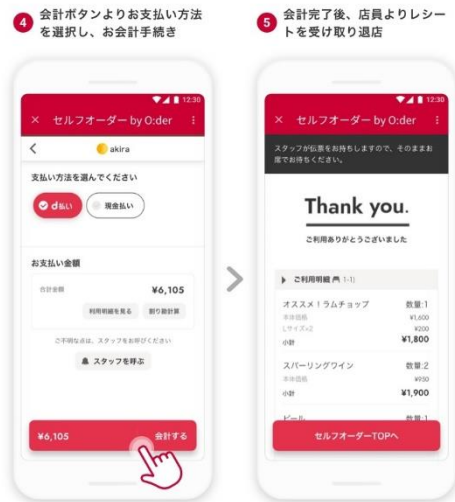 4 会計ボタンよりお支払い方法
を選択し、お会計手続き
12:30
× セルフオーダー by O:der
akira
支払い方法を選んでください
d払い 現金払い
お支払い金額
合計金額 ¥6,105
利用明細を見る 割り勘計算
ご不明な点は、スタッフをお呼びください
スタッフを呼ぶ
¥6,105 会計する
5 会計完了後、店員よりレシー
トを受け取り退店
12:30
× セルフオーダー by O:der
スタッフが伝票をお持ちしますので、そのままお
席でお待ちください。
Thank you.
ご利用ありがとうございました
ご利用明細 1-1)
オススメ！ラムチョップ 数量:1
本体価格 ¥1,600
Lサイズ×2 ¥200
小計 ¥1,800
スパーリングワイン 数量:2
本体価格 ¥950
小計 ¥1,900
ビール 数量:1
セルフオーダーTOPへ